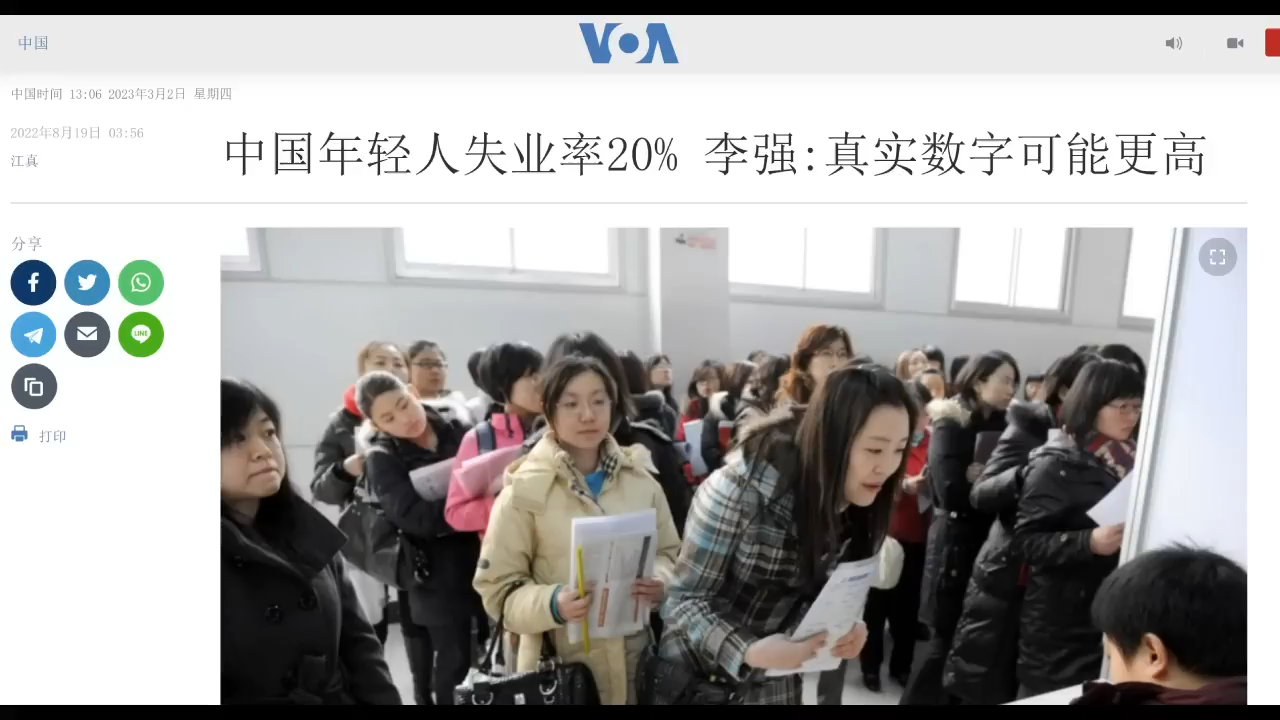 中国
VOA
中国时间 13:06 2023年3月2日 星期四
2022年8月19日 03:56
江真
中国年轻人失业率20% 李强:真实数字可能更高
分享
LINE
打印